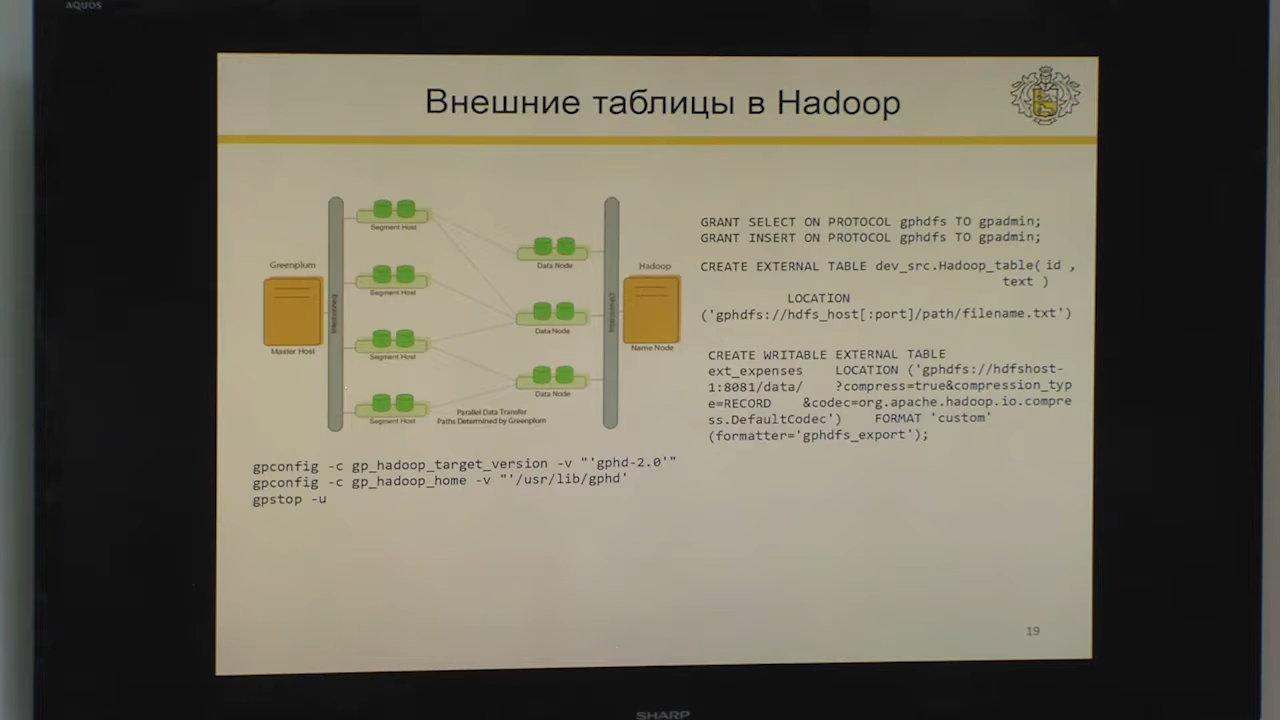 AQUOS
Внешние таблицы в Hadoop
Greenplum
Master Host
Segment Host
Segment Host
Segment Host
Segment Host
Data Node
Data Node
Data Node
Parallel Data Transfer
Paths Determined by Greenplum
Hadoop
Name Node
GRANT SELECT ON PROTOCOL gphdfs TO gpadmin;
GRANT INSERT ON PROTOCOL gphdfs TO gpadmin;
CREATE EXTERNAL TABLE dev_src.Hadoop_table( id ,
text )
LOCATION
('gphdfs://hdfs_host[:port]/path/filename.txt')
CREATE WRITABLE EXTERNAL TABLE
ext_expenses LOCATION ('gphdfs://hdfshost-
1:8081/data/ ?compress=true&compression_typ
e=RECORD &codec=org.apache.hadoop.io.compre
ss.DefaultCodec') FORMAT 'custom'
(formatter='gphdfs_export');
gpconfig -c gp_hadoop_target_version -v "'gphd-2.0'"
gpconfig -c gp_hadoop_home -v "'/usr/lib/gphd'
gpstop -u
19
SHARP